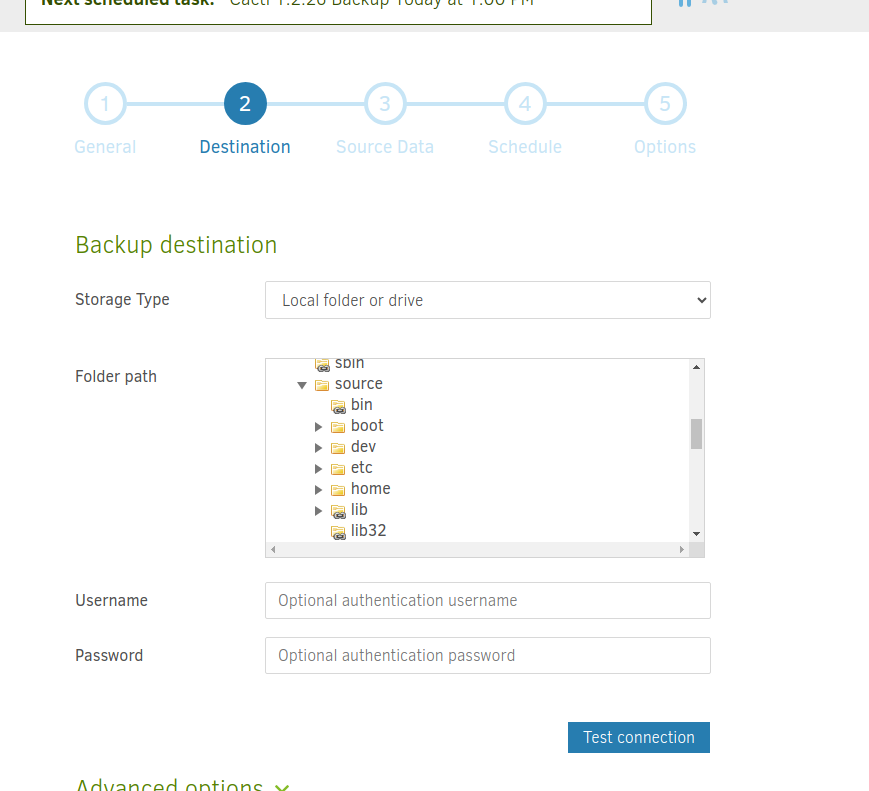 Next scheduled task: Cacti 1.2.26 Backup Today at 1:00 PM
1
2
3
4
5
General
Destination
Source Data
Schedule
Options
Backup destination
Storage Type
Local folder or drive
Folder path
sbin
source
bin
boot
dev
etc
home
lib
lib32
Username
Optional authentication username
Password
Optional authentication password
Test connection
Advanced options